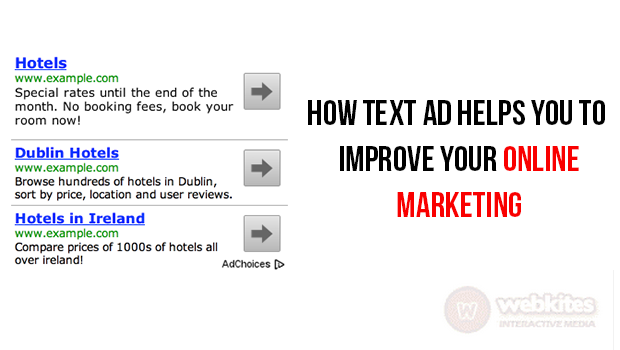 Hotels
www.example.com
Special rates until the end of the
month. No booking fees, book your
room now!
Dublin Hotels
www.example.com
Browse hundreds of hotels in Dublin,
sort by price, location and user reviews.
Hotels in Ireland
www.example.com
Compare prices of 1000s of hotels all
over ireland!
AdChoices
HOW TEXT AD HELPS YOU TO
IMPROVE YOUR ONLINE
MARKETING
w webkites
INTERACTIVE MEDIA